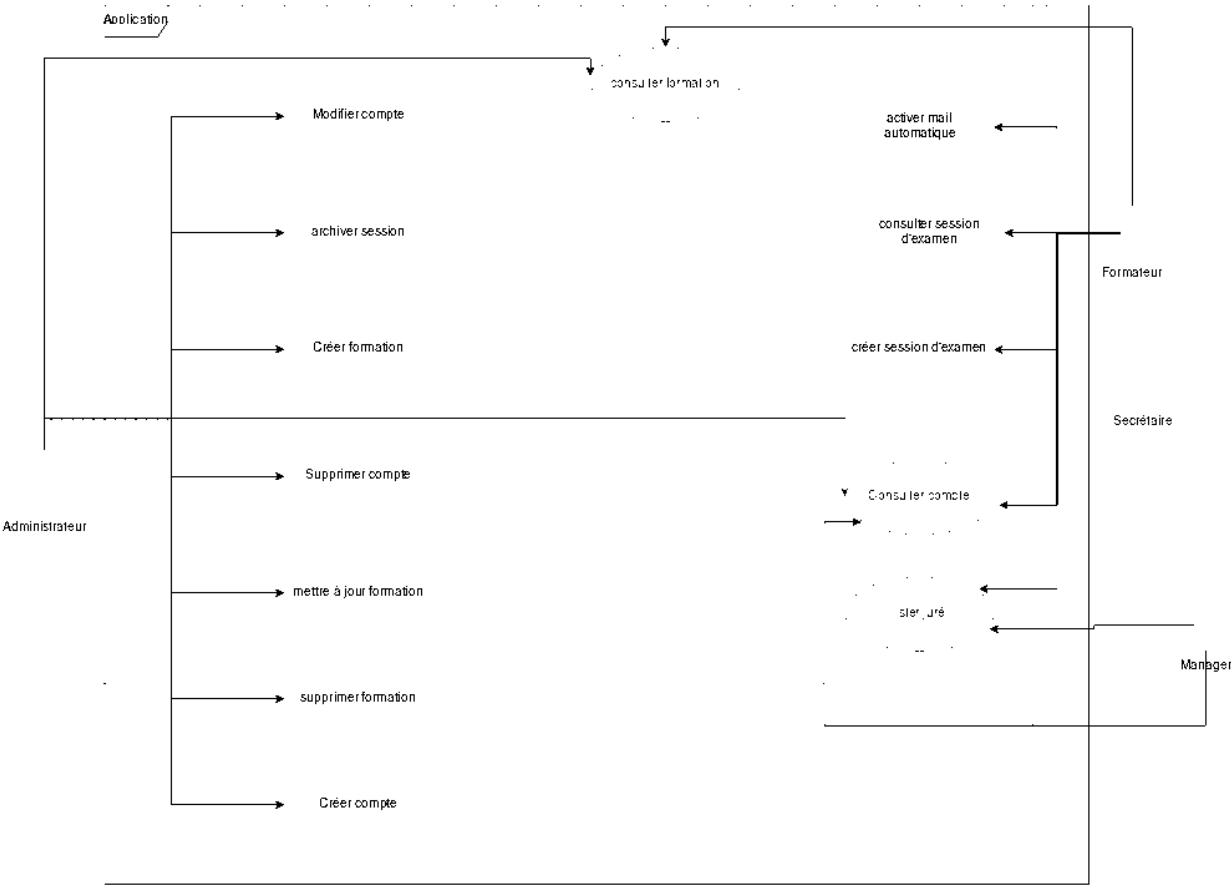 Application
consulter formation
Modifier compte
activer mail
automatique
archiver session
consulter session
d'examen
Formateur
Créer formation
créer session d'examen
Secrétaire
Supprimer compte
Consulter compte
Administrateur
mettre à jour formation
juré
Manager
supprimer formation
Créer compte